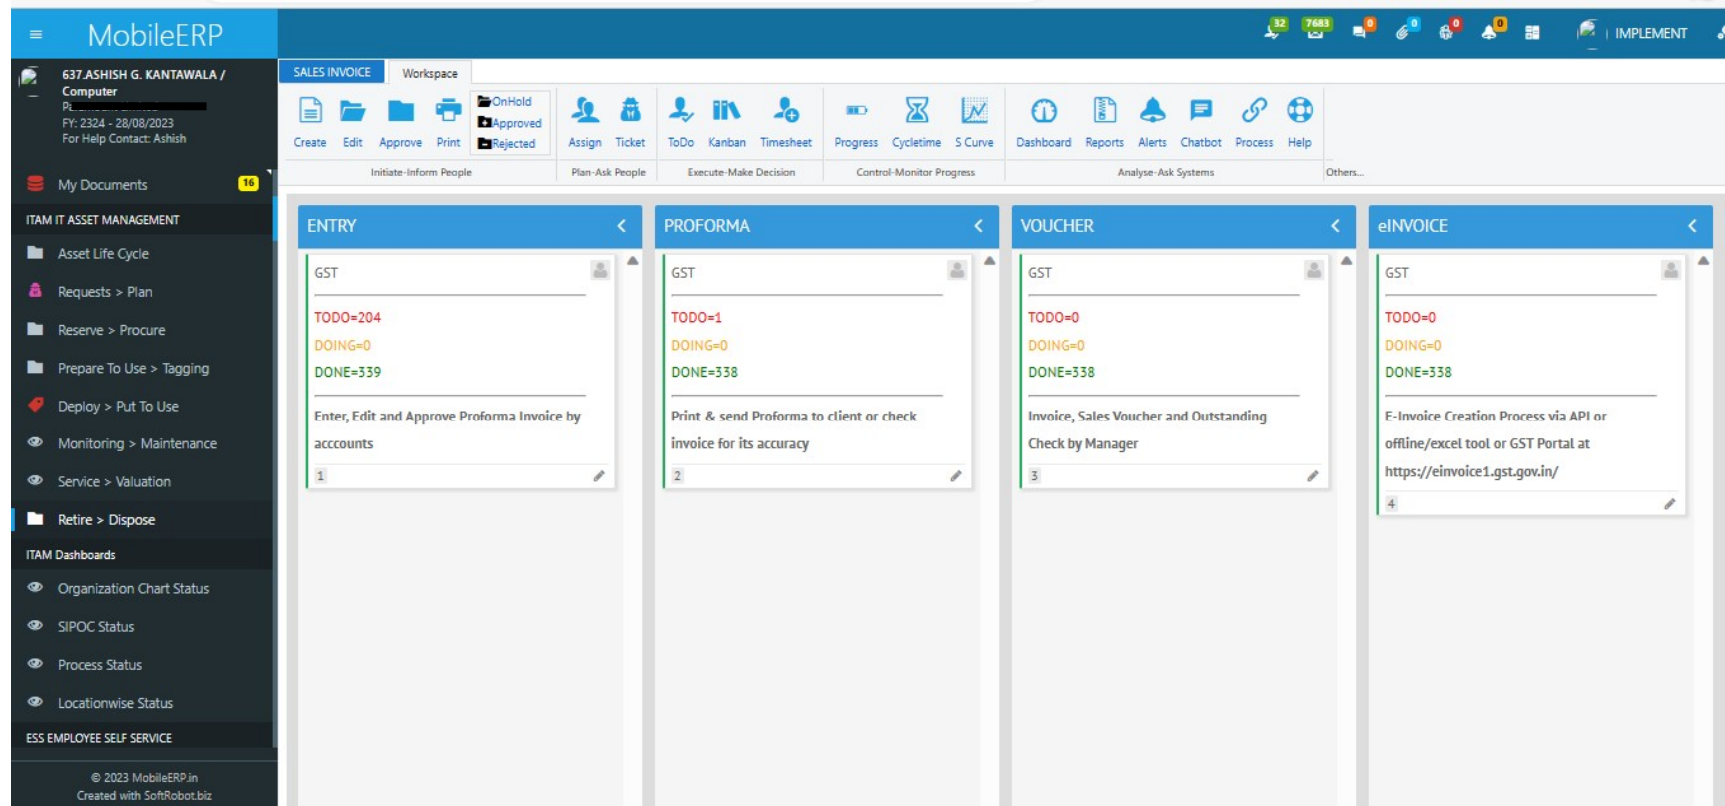 MobileERP
32
7683
0
0
0
0
IMPLEMENT
637.ASHISH G. KANTAWALA /
Computer
FY: 2324 - 28/08/2023
For Help Contact: Ashish
My Documents
16
ITAM IT ASSET MANAGEMENT
Asset Life Cycle
Requests > Plan
Reserve > Procure
Prepare To Use > Tagging
Deploy > Put To Use
Monitoring > Maintenance
Service > Valuation
Retire > Dispose
ITAM Dashboards
Organization Chart Status
SIPOC Status
Process Status
Locationwise Status
ESS EMPLOYEE SELF SERVICE
© 2023 MobileERP.in
Created with SoftRobot.biz
SALES INVOICE
Workspace
Create
Edit
Approve
Print
OnHold
Approved
Rejected
Initiate-Inform People
Assign
Ticket
Plan-Ask People
ToDo
Kanban
Timesheet
Execute-Make Decision
Progress
Cycletime
S Curve
Control-Monitor Progress
Dashboard
Reports
Alerts
Chatbot
Process
Help
Analyse-Ask Systems
Others...
ENTRY
GST
TODO=204
DOING=0
DONE=339
Enter, Edit and Approve Proforma Invoice by
acccounts
1
PROFORMA
GST
TODO=1
DOING=0
DONE=338
Print & send Proforma to client or check
invoice for its accuracy
2
VOUCHER
GST
TODO=0
DOING=0
DONE=338
Invoice, Sales Voucher and Outstanding
Check by Manager
3
eINVOICE
GST
TODO=0
DOING=0
DONE=338
E-Invoice Creation Process via API or
offline/excel tool or GST Portal at
https://einvoice1.gst.gov.in/
4